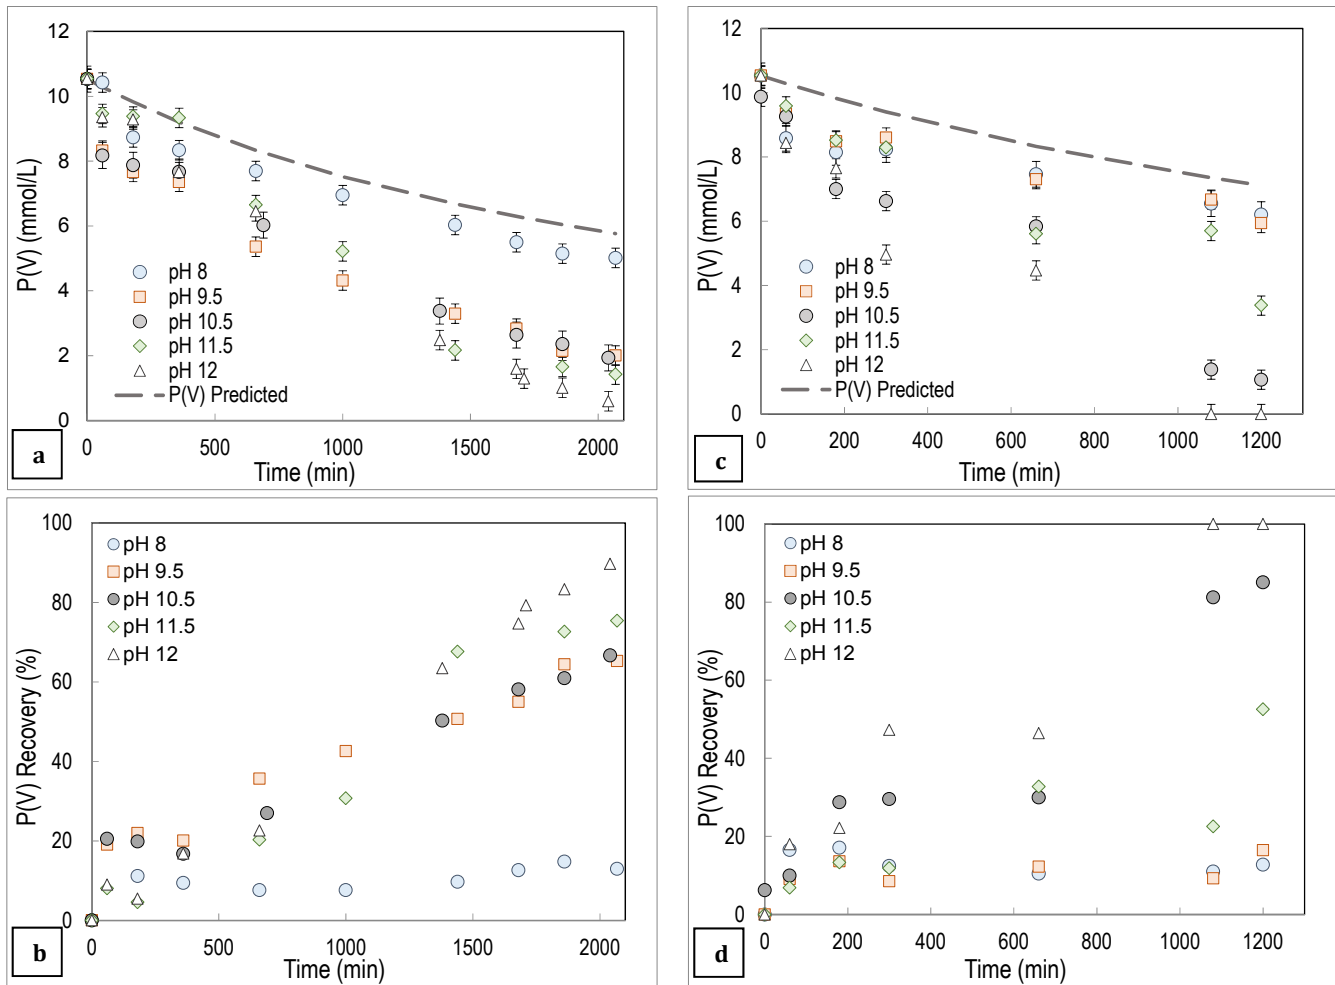 12
10
8
6
4
2
0
P(V) (mmol/L)
pH 8
pH 9.5
pH 10.5
pH 11.5
pH 12
P(V) Predicted
0 500 1000 1500 2000
Time (min)
a
12
10
8
6
4
2
0
P(V) (mmol/L)
pH 8
pH 9.5
pH 10.5
pH 11.5
pH 12
P(V) Predicted
0 200 400 600 800 1000 1200
Time (min)
c
100
80
60
40
20
0
P(V) Recovery (%)
pH 8
pH 9.5
pH 10.5
pH 11.5
pH 12
0 500 1000 1500 2000
Time (min)
b
100
80
60
40
20
0
P(V) Recovery (%)
pH 8
pH 9.5
pH 10.5
pH 11.5
pH 12
0 200 400 600 800 1000 1200
Time (min)
d